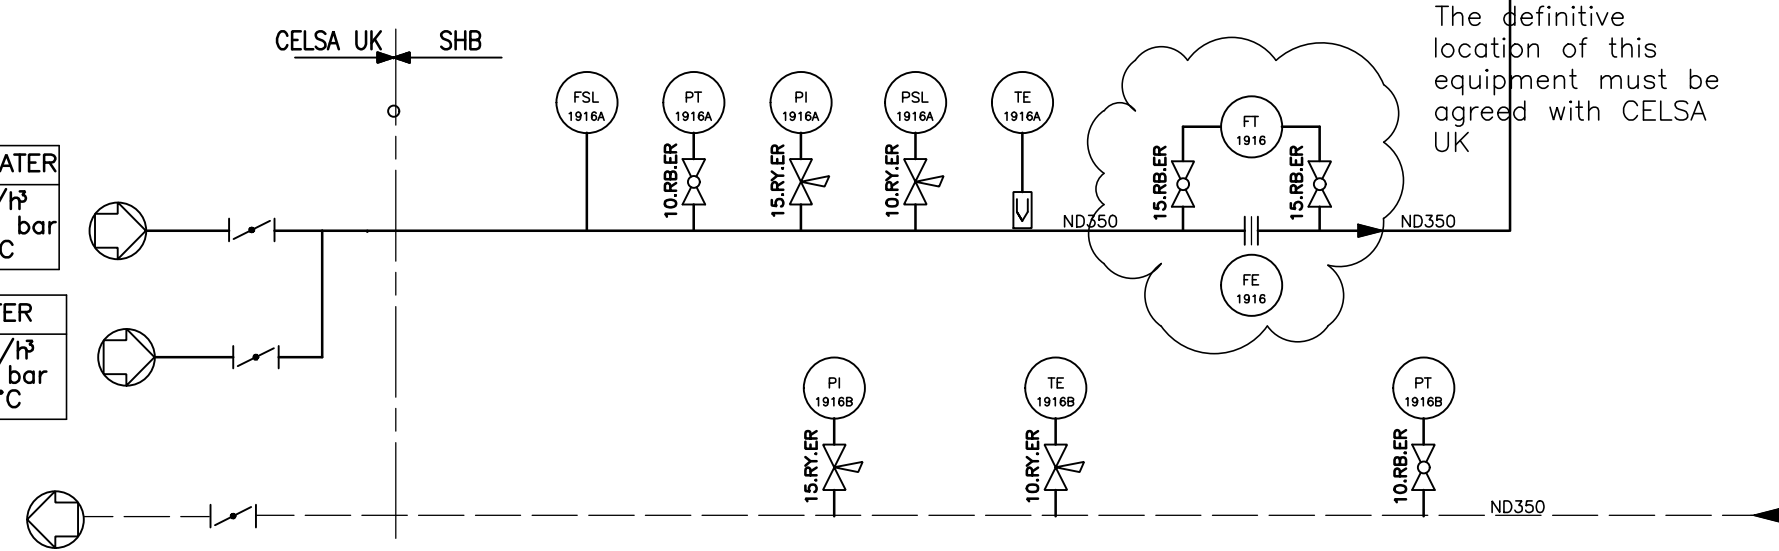 The definitive
location of this
equipment must be
agreed with CELSA
UK
CELSA UK
SHB
FSL
1916A
PT
1916A
PI
1916A
PSL
1916A
TE
1916A
FT
1916
10.RB.ER
15.RY.ER
10.RY.ER
15.RB.ER
15.RB.ER
ATER
/h³
bar
C
ND350
ND350
FE
1916
TER
/h³
bar
°C
PI
1916B
TE
1916B
PT
1916B
15.RY.ER
10.RY.ER
10.RB.ER
ND350